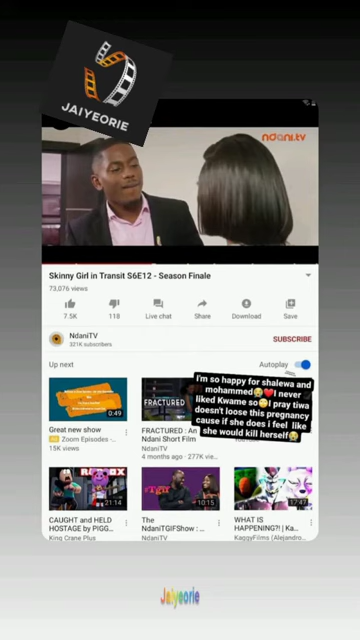 JAIYEORIE
ndani.tv
Skinny Girl in Transit S6E12 - Season Finale
73,076 views
7.5K
118
Live chat
Share
Download
Save
NdaniTV
321K subscribers
SUBSCRIBE
Up next
Autoplay
I'm so happy for shalewa and
mohammed😭❤️I never
liked Kwame so🙄I pray tiwa
doesn't loose this pregnancy
cause if she does i feel like
she would kill herself😭
0:49
Great new show
Ad Zoom Episodes -...
15K views
FRACTURED
FRACTURED : An
Ndani Short Film
NdaniTV
4 months ago · 277K vie...
21:14
CAUGHT and HELD
HOSTAGE by PIGG...
King Crane Plus
10:15
The
NdaniTGIFShow : ...
NdaniTV
17:47
WHAT IS
HAPPENING?! | Ka...
KaggyFilms (Alejandro...
Jaiyeorie